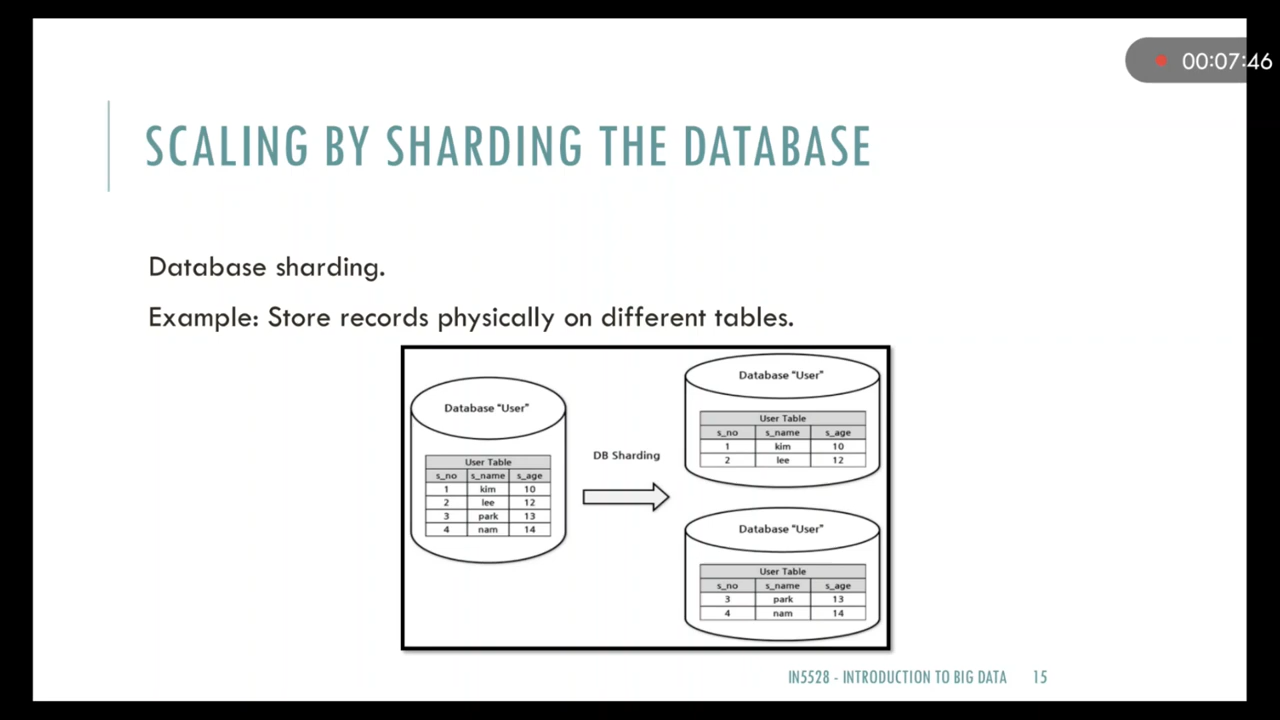 00:07:46
SCALING BY SHARDING THE DATABASE
Database sharding.
Example: Store records physically on different tables.
Database "User"
User Table
s_no s_name s_age
1 kim 10
2 lee 12
3 park 13
4 nam 14
DB Sharding
Database "User"
User Table
s_no s_name s_age
1 kim 10
2 lee 12
Database "User"
User Table
s_no s_name s_age
3 park 13
4 nam 14
IN5528 - INTRODUCTION TO BIG DATA 15